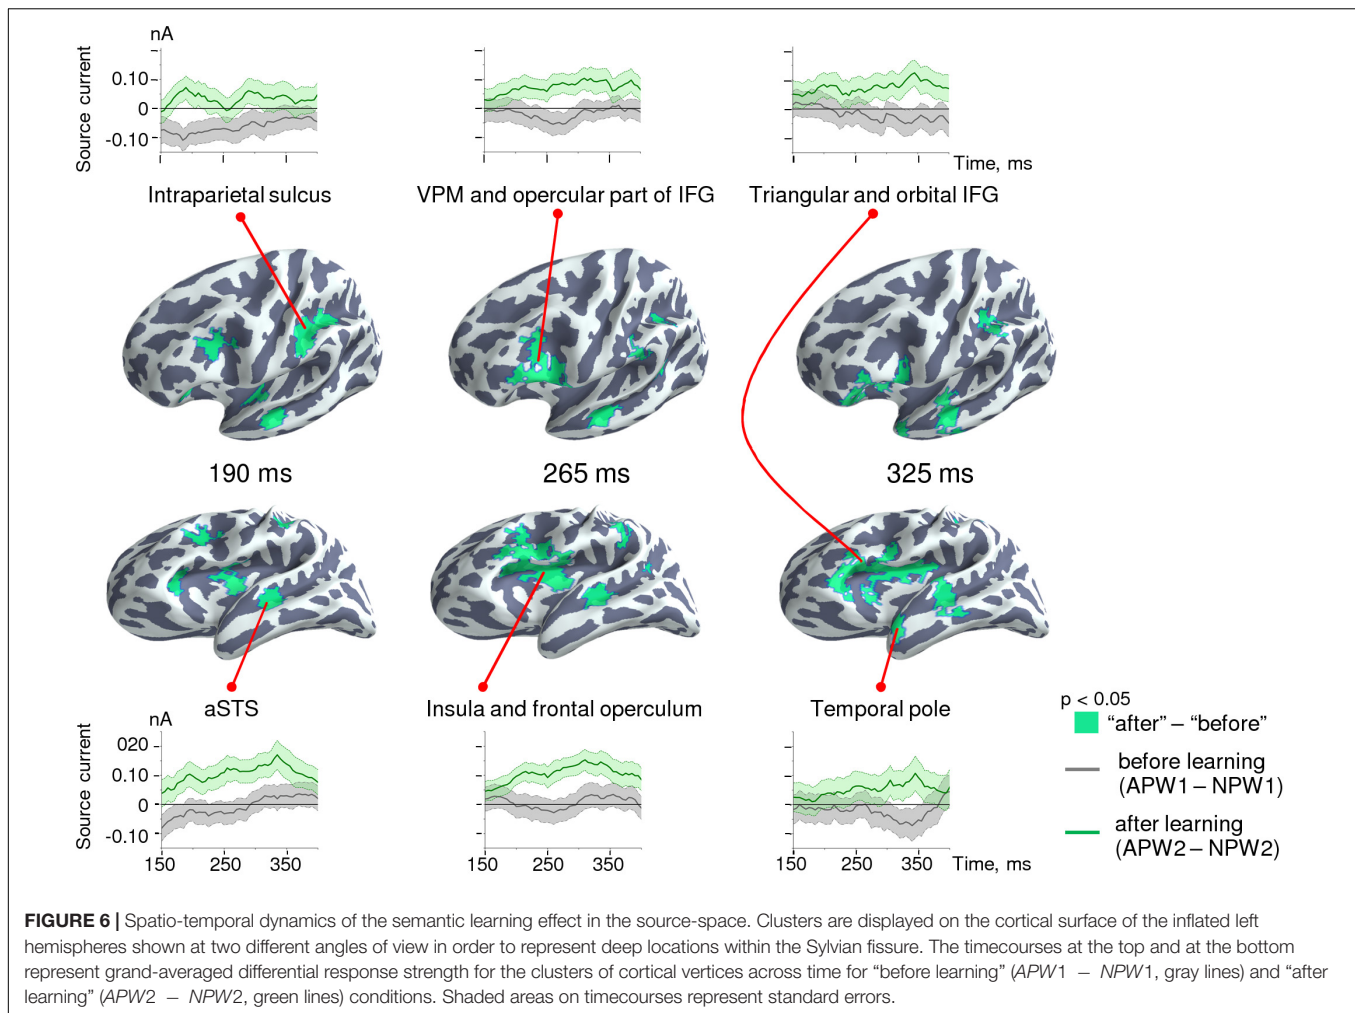 nA
Source current
0.10
0
-0.10
Time, ms
Intraparietal sulcus
VPM and opercular part of IFG
Triangular and orbital IFG
190 ms
265 ms
325 ms
aSTS
Insula and frontal operculum
Temporal pole
nA
Source current
020
0.10
0
-0.10
150 250 350
150 250 350
150 250 350
Time, ms
p < 0.05
“after” – “before”
before learning
(APW1 – NPW1)
after learning
(APW2 – NPW2)
FIGURE 6 | Spatio-temporal dynamics of the semantic learning effect in the source-space. Clusters are displayed on the cortical surface of the inflated left
hemispheres shown at two different angles of view in order to represent deep locations within the Sylvian fissure. The timecourses at the top and at the bottom
represent grand-averaged differential response strength for the clusters of cortical vertices across time for “before learning” (APW1 − NPW1, gray lines) and “after
learning” (APW2 − NPW2, green lines) conditions. Shaded areas on timecourses represent standard errors.